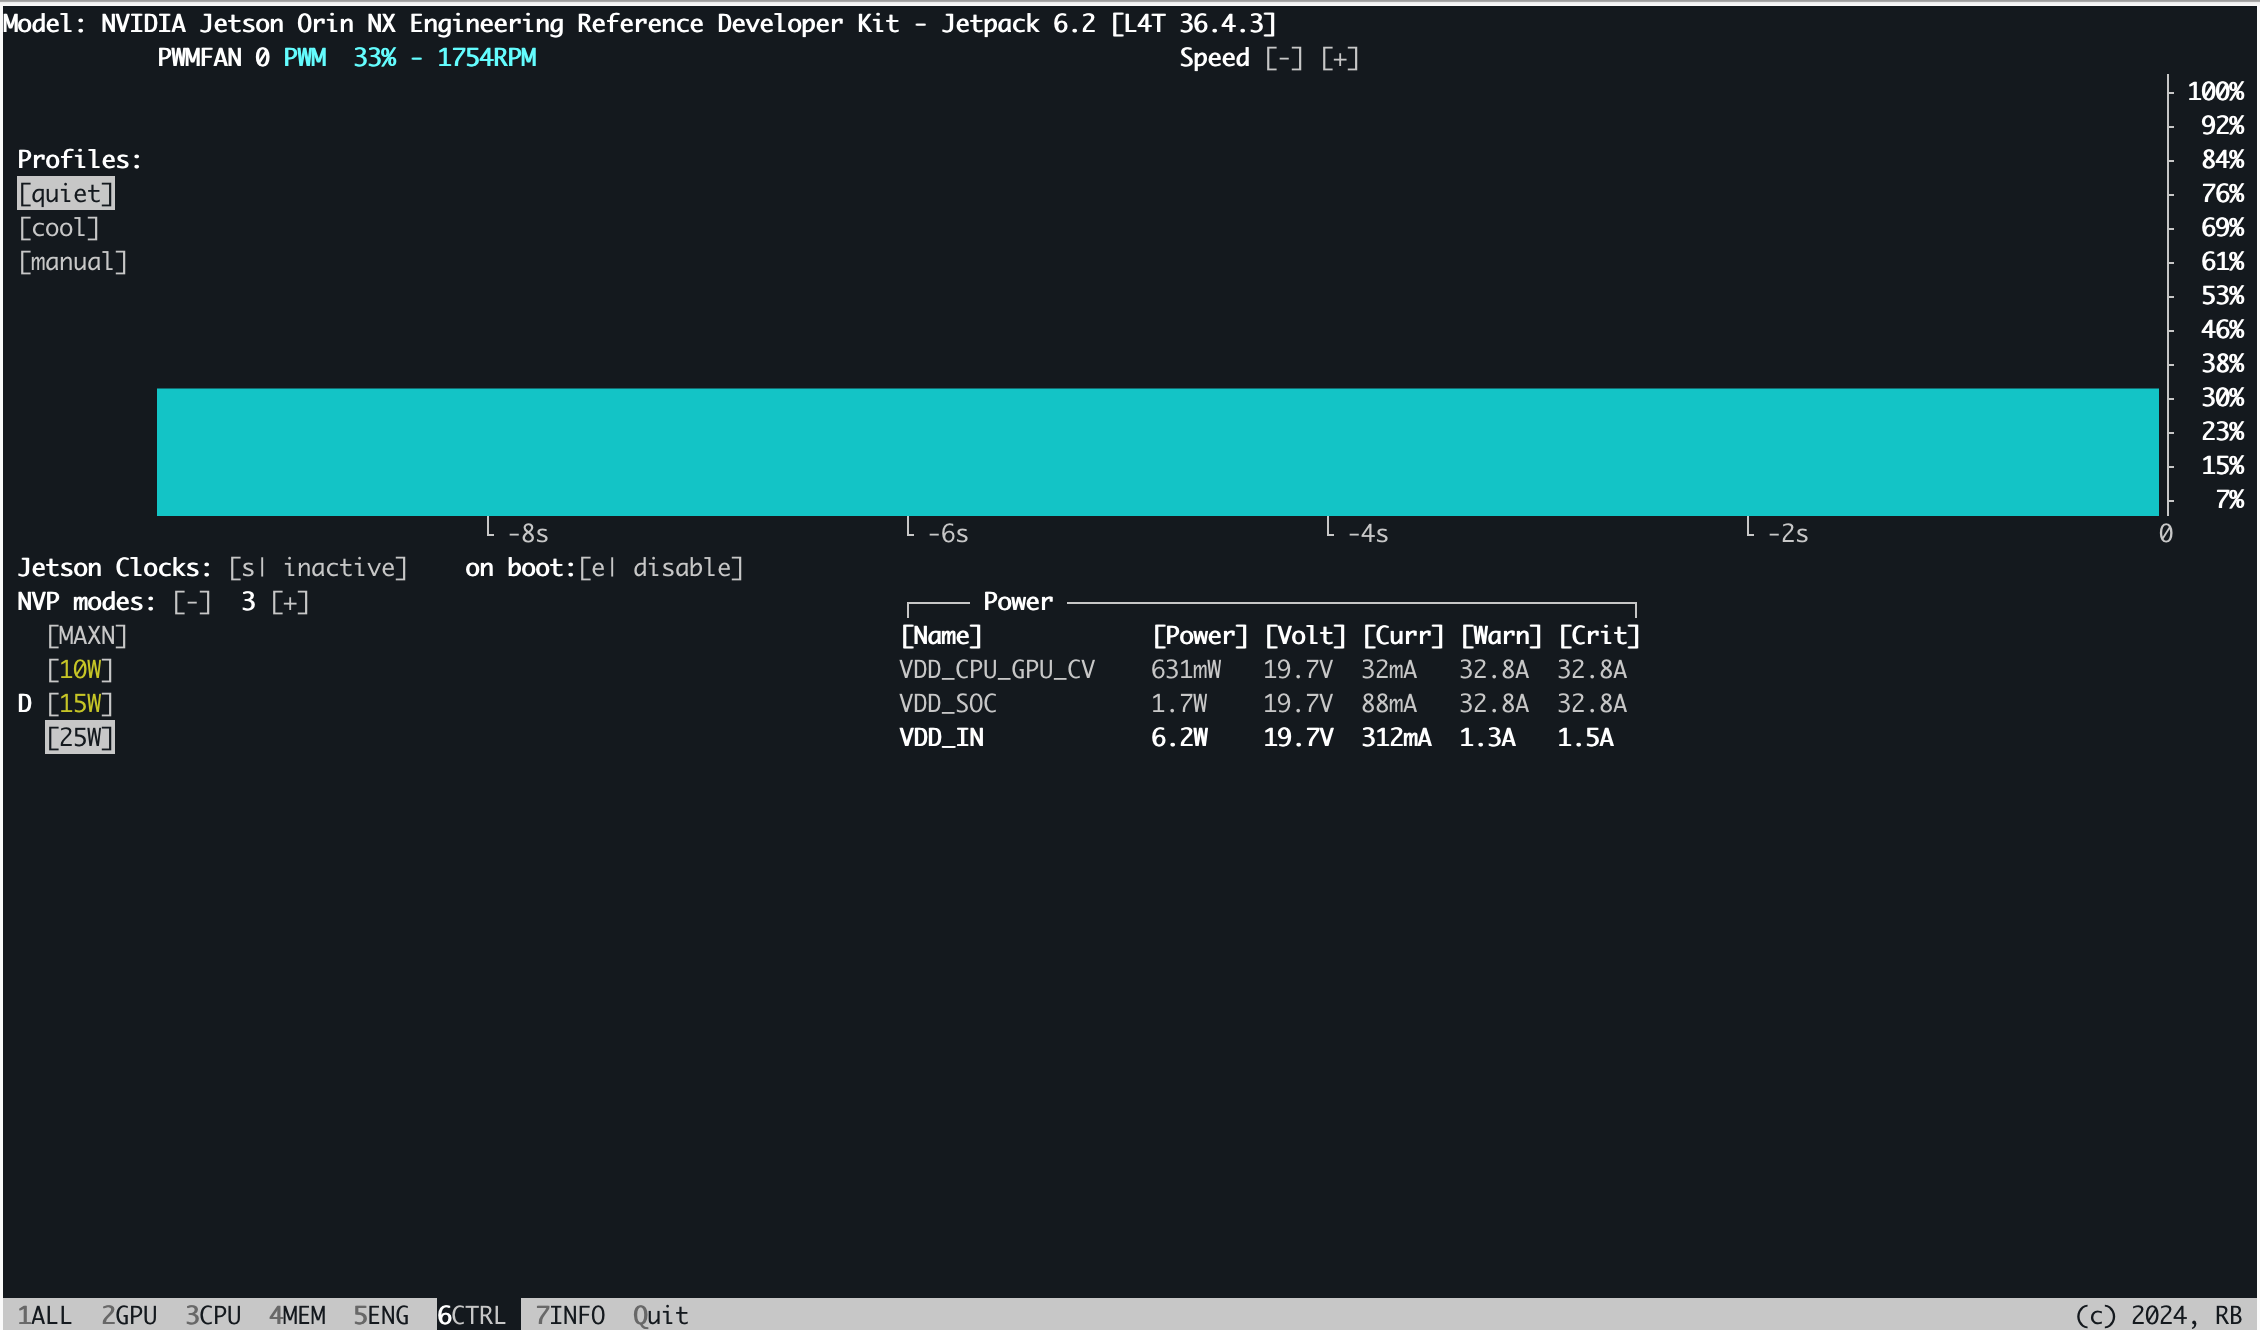 Model: NVIDIA Jetson Orin NX Engineering Reference Developer Kit - Jetpack 6.2 [L4T 36.4.3]
PWMFAN 0 PWM 33% - 1754RPM Speed [-] [+]
100%
92%
Profiles: 84%
[quiet] 76%
[cool] 69%
[manual] 61%
53%
46%
38%
30%
23%
15%
7%
-8s -6s -4s -2s 0
Jetson Clocks: [s| inactive] on boot:[e| disable]
NVP modes: [-] 3 [+] Power
[MAXN] [Name] [Power] [Volt] [Curr] [Warn] [Crit]
[10W] VDD_CPU_GPU_CV 631mW 19.7V 32mA 32.8A 32.8A
D [15W] VDD_SOC 1.7W 19.7V 88mA 32.8A 32.8A
[25W] VDD_IN 6.2W 19.7V 312mA 1.3A 1.5A
1ALL 2GPU 3CPU 4MEM 5ENG 6CTRL 7INFO Quit (c) 2024, RB